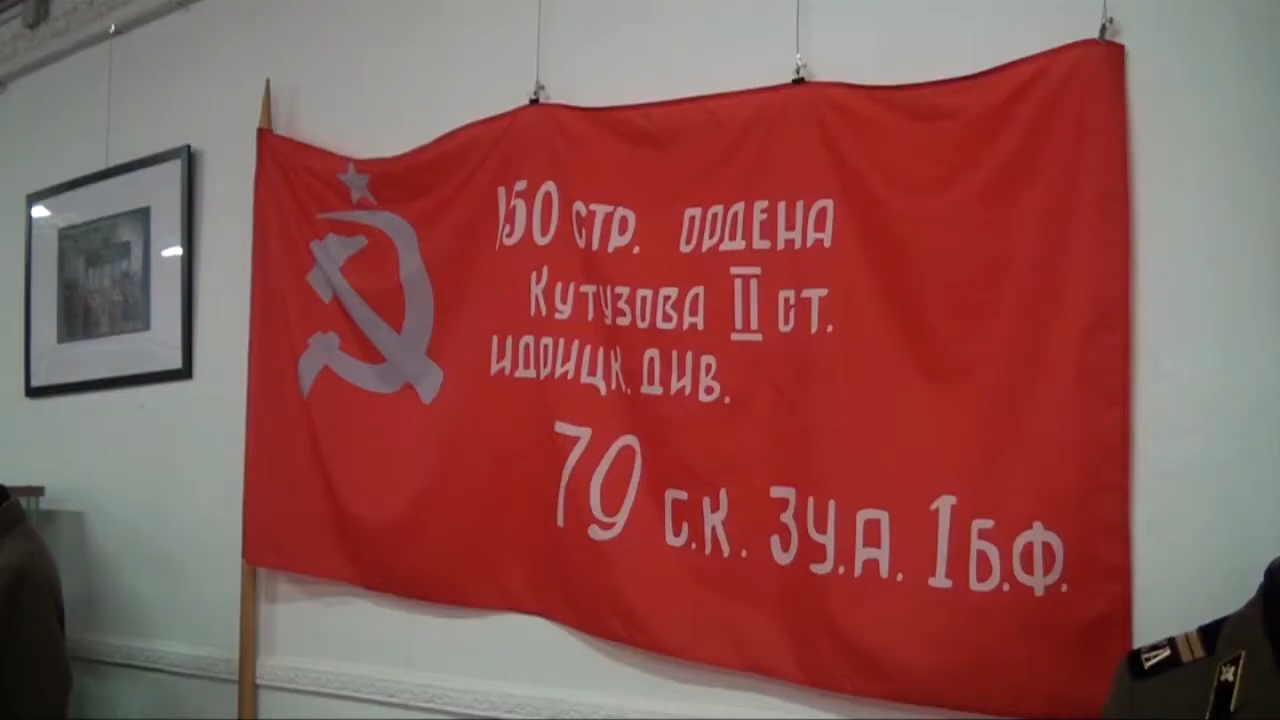 150 СТР. ОРДЕНА
КУТУЗОВА II СТ.
ИДРИЦК. ДИВ.
79 С.К. 3У.А. 1Б.Ф.